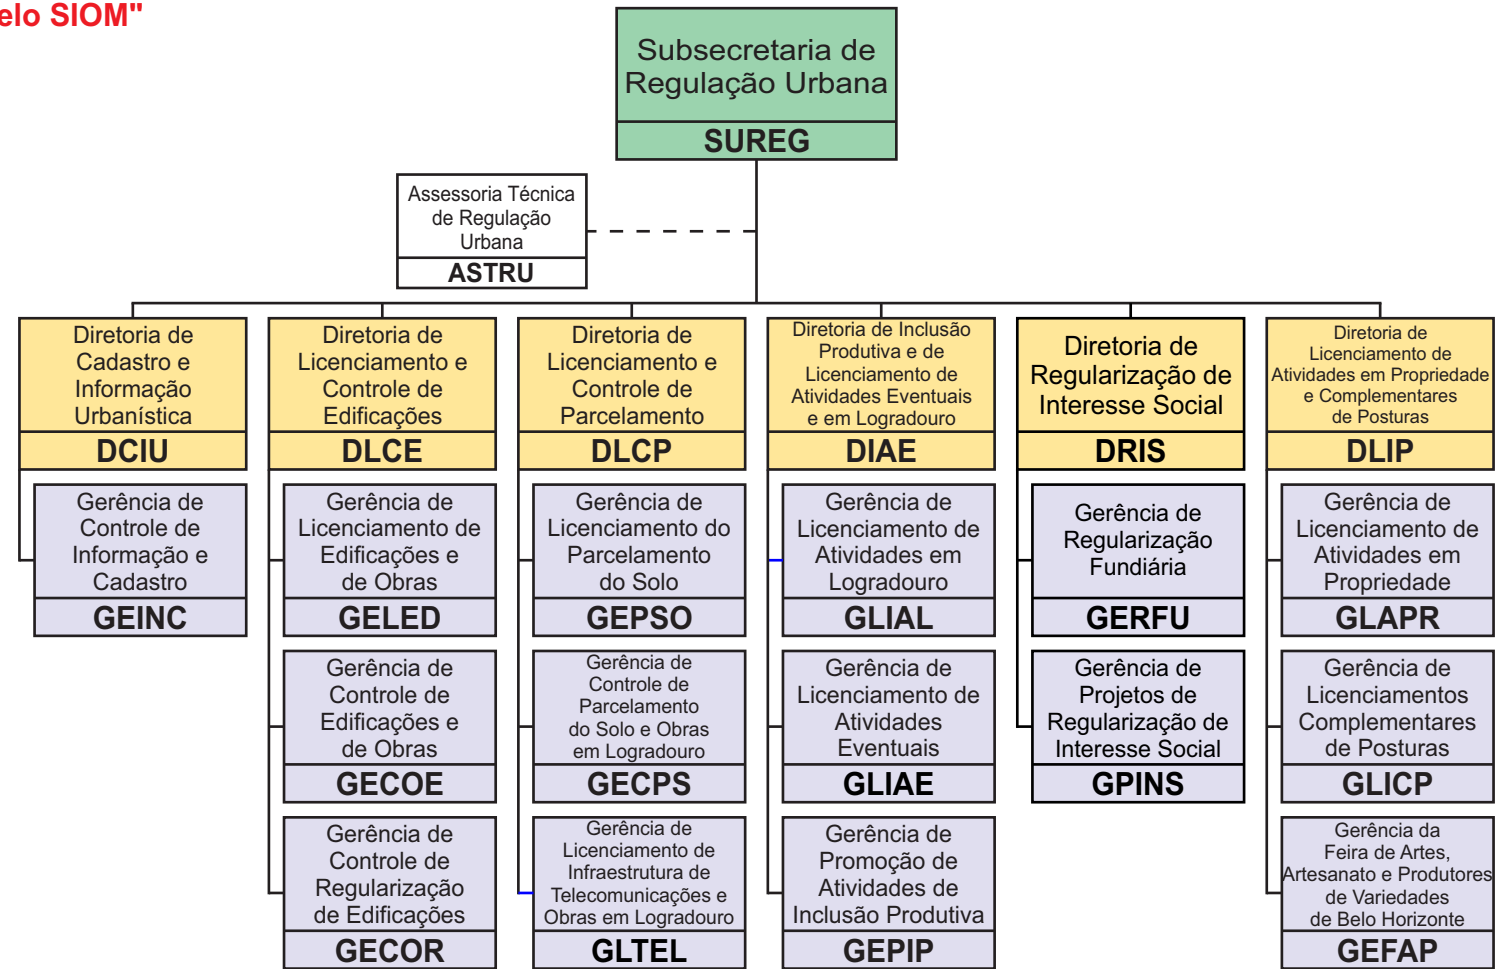 elo SIOM"
Subsecretaria de
Regulação Urbana
SUREG
Assessoria Técnica
de Regulação
Urbana
ASTRU
Diretoria de
Cadastro e
Informação
Urbanística
DCIU
Diretoria de
Licenciamento e
Controle de
Edificações
DLCE
Diretoria de
Licenciamento e
Controle de
Parcelamento
DLCP
Diretoria de Inclusão
Produtiva e de
Licenciamento de
Atividades Eventuais
e em Logradouro
DIAE
Diretoria de
Regularização de
Interesse Social
DRIS
Diretoria de
Licenciamento de
Atividades em Propriedade
e Complementares
de Posturas
DLIP
Gerência de
Controle de
Informação e
Cadastro
GEINC
Gerência de
Licenciamento de
Edificações e
de Obras
GELED
Gerência de
Licenciamento do
Parcelamento
do Solo
GEPSO
Gerência de
Licenciamento de
Atividades em
Logradouro
GLIAL
Gerência de
Regularização
Fundiária
GERFU
Gerência de
Licenciamento de
Atividades em
Propriedade
GLAPR
Gerência de
Controle de
Edificações e
de Obras
GECOE
Gerência de
Controle de
Parcelamento
do Solo e Obras
em Logradouro
GECPS
Gerência de
Licenciamento de
Atividades
Eventuais
GLIAE
Gerência de
Projetos de
Regularização de
Interesse Social
GPINS
Gerência de
Licenciamentos
Complementares
de Posturas
GLICP
Gerência de
Controle de
Regularização
de Edificações
GECOR
Gerência de
Licenciamento de
Infraestrutura de
Telecomunicações e
Obras em Logradouro
GLTEL
Gerência de
Promoção de
Atividades de
Inclusão Produtiva
GEPIP
Gerência da
Feira de Artes,
Artesanato e Produtores
de Variedades
de Belo Horizonte
GEFAP